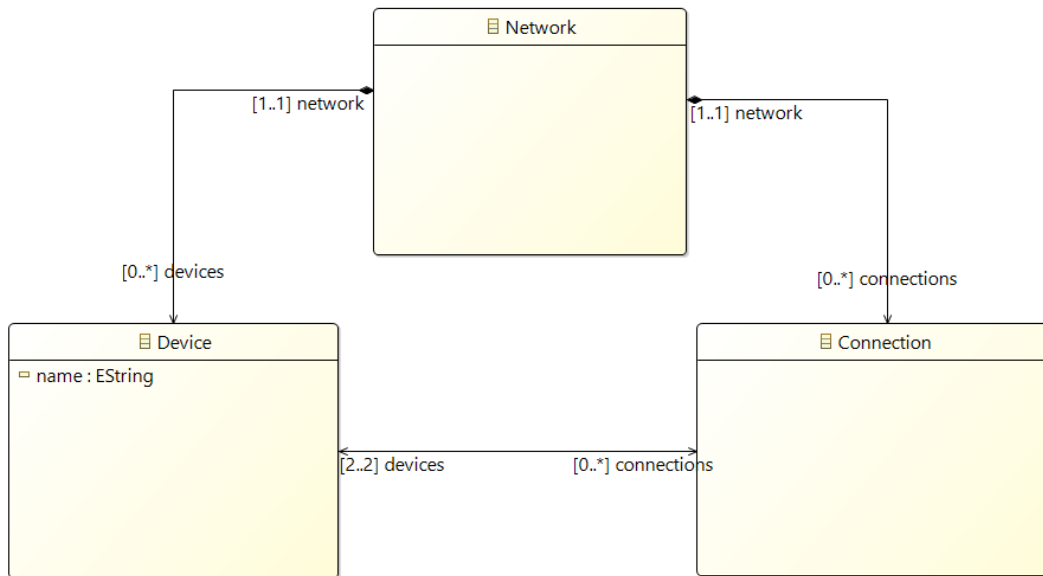 Network
[1..1] network
[1..1] network
[0..*] devices
[0..*] connections
Device
Connection
name : EString
[2..2] devices
[0..*] connections